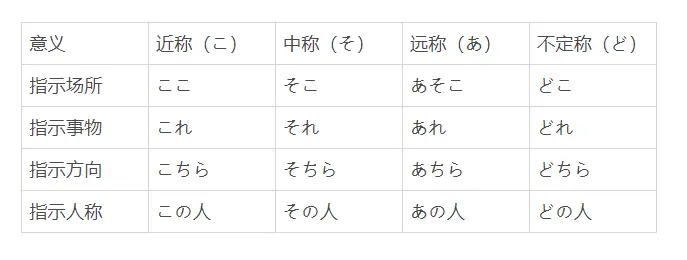 意义 近称（こ） 中称（そ） 远称（あ） 不定称（ど）
指示场所 ここ そこ あそこ どこ
指示事物 これ それ あれ どれ
指示方向 こちら そちら あちら どちら
指示人称 この人 その人 あの人 どの人